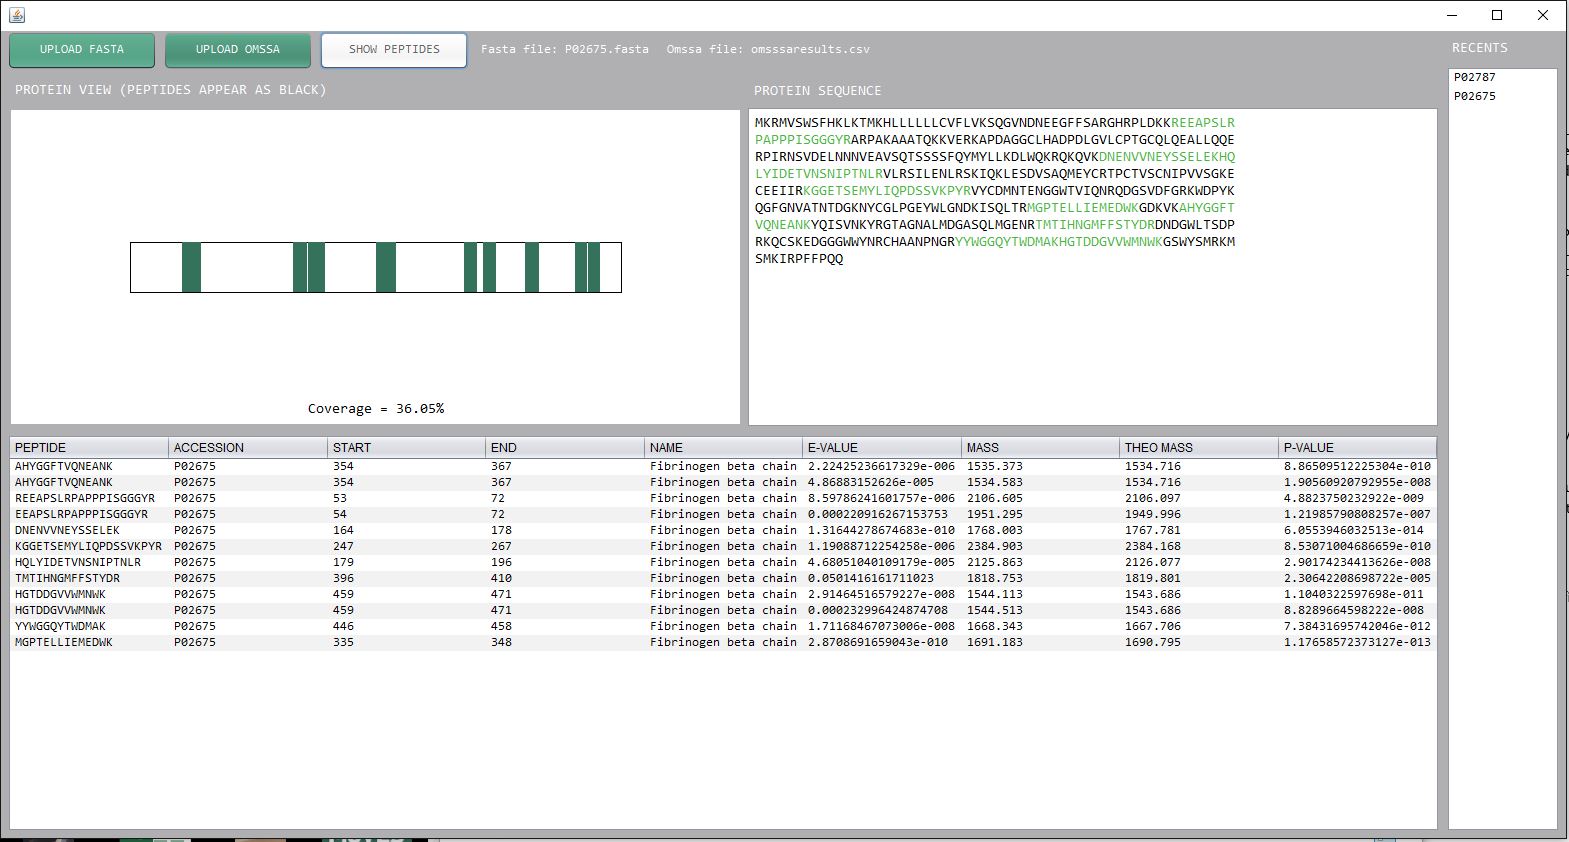 UPLOAD FASTA UPLOAD OMSSA SHOW PEPTIDES Fasta file: P02675.fasta Omssa file: omsssaresults.csv
RECENTS
P02787
P02675
PROTEIN VIEW (PEPTIDES APPEAR AS BLACK)
Coverage = 36.05%
PROTEIN SEQUENCE
MKRMVSWSFHKLKTMKHLLLLLLCVFLVKSQGVNDNEEGFFSARGHRPLDKKREEAPSLR
PAPPPISGGGYRARPAKAAATQKKVERKAPDAGGCLHADPDLGVLCPTGCQLQEALLQQE
RPIRNSVDELNNNVEAVSQTSSSSFQYMYLLKDLWQKRQKQVKDNENVVNEYSSELEKHQ
LYIDETVNSNIPTNLRVLRSILENLRSKIQKLESDVSAQMEYCRTPCTVSCNIPVVSGKE
CEEIIRKGGETSEMYLIQPDSSVKPYRVYCDMNTENGGWTVIQNRQDGSVDFGRKWDPYK
QGFGNVATNTDGKNYCGLPGEYWLGNDKISQLTRMGPTELLIEMEDWKGDKVKAHYGGFT
VQNEANKYQISVNKYRGTAGNALMDGASQLMGENRTMTIHNGMFFSTYDRDNDGWLTSDP
RKQCSKEDGGGWWYNRCHAANPNGRYYWGGQYTWDMAKHGTDDGVVWMNWKGSWYSMRKM
SMKIRPFFPQQ
PEPTIDE ACCESSION START END NAME E-VALUE MASS THEO MASS P-VALUE
AHYGGFTVQNEANK P02675 354 367 Fibrinogen beta chain 2.22425236617329e-006 1535.373 1534.716 8.86509512225304e-010
AHYGGFTVQNEANK P02675 354 367 Fibrinogen beta chain 4.86883152626e-005 1534.583 1534.716 1.90560920792955e-008
REEAPSLRPAPPPISGGGYR P02675 53 72 Fibrinogen beta chain 8.59786241601757e-006 2106.605 2106.097 4.8823750232922e-009
EEAPSLRPAPPPISGGGYR P02675 54 72 Fibrinogen beta chain 0.000220916267153753 1951.295 1949.996 1.21985790808257e-007
DNENVVNEYSSELEK P02675 164 178 Fibrinogen beta chain 1.31644278674683e-010 1768.003 1767.781 6.0553946032513e-014
KGGETSEMYLIQPDSSVKPYR P02675 247 267 Fibrinogen beta chain 1.19088712254258e-006 2384.903 2384.168 8.53071004686659e-010
HQLYIDETVNSNIPTNLR P02675 179 196 Fibrinogen beta chain 4.68051040109179e-005 2125.863 2126.077 2.90174234413626e-008
TMTIHNGMFFSTYDR P02675 396 410 Fibrinogen beta chain 0.0501416161711023 1818.753 1819.801 2.30642208698722e-005
HGTDDGVVWMNWK P02675 459 471 Fibrinogen beta chain 2.91464516579227e-008 1544.113 1543.686 1.1040322597698e-011
HGTDDGVVWMNWK P02675 459 471 Fibrinogen beta chain 0.000232996424874708 1544.513 1543.686 8.8289664598222e-008
YYWGGQYTWDMAK P02675 446 458 Fibrinogen beta chain 1.71168467073006e-008 1668.343 1667.706 7.38431695742046e-012
MGPTELLIEMEDWK P02675 335 348 Fibrinogen beta chain 2.8708691659043e-010 1691.183 1690.795 1.17658572373127e-013